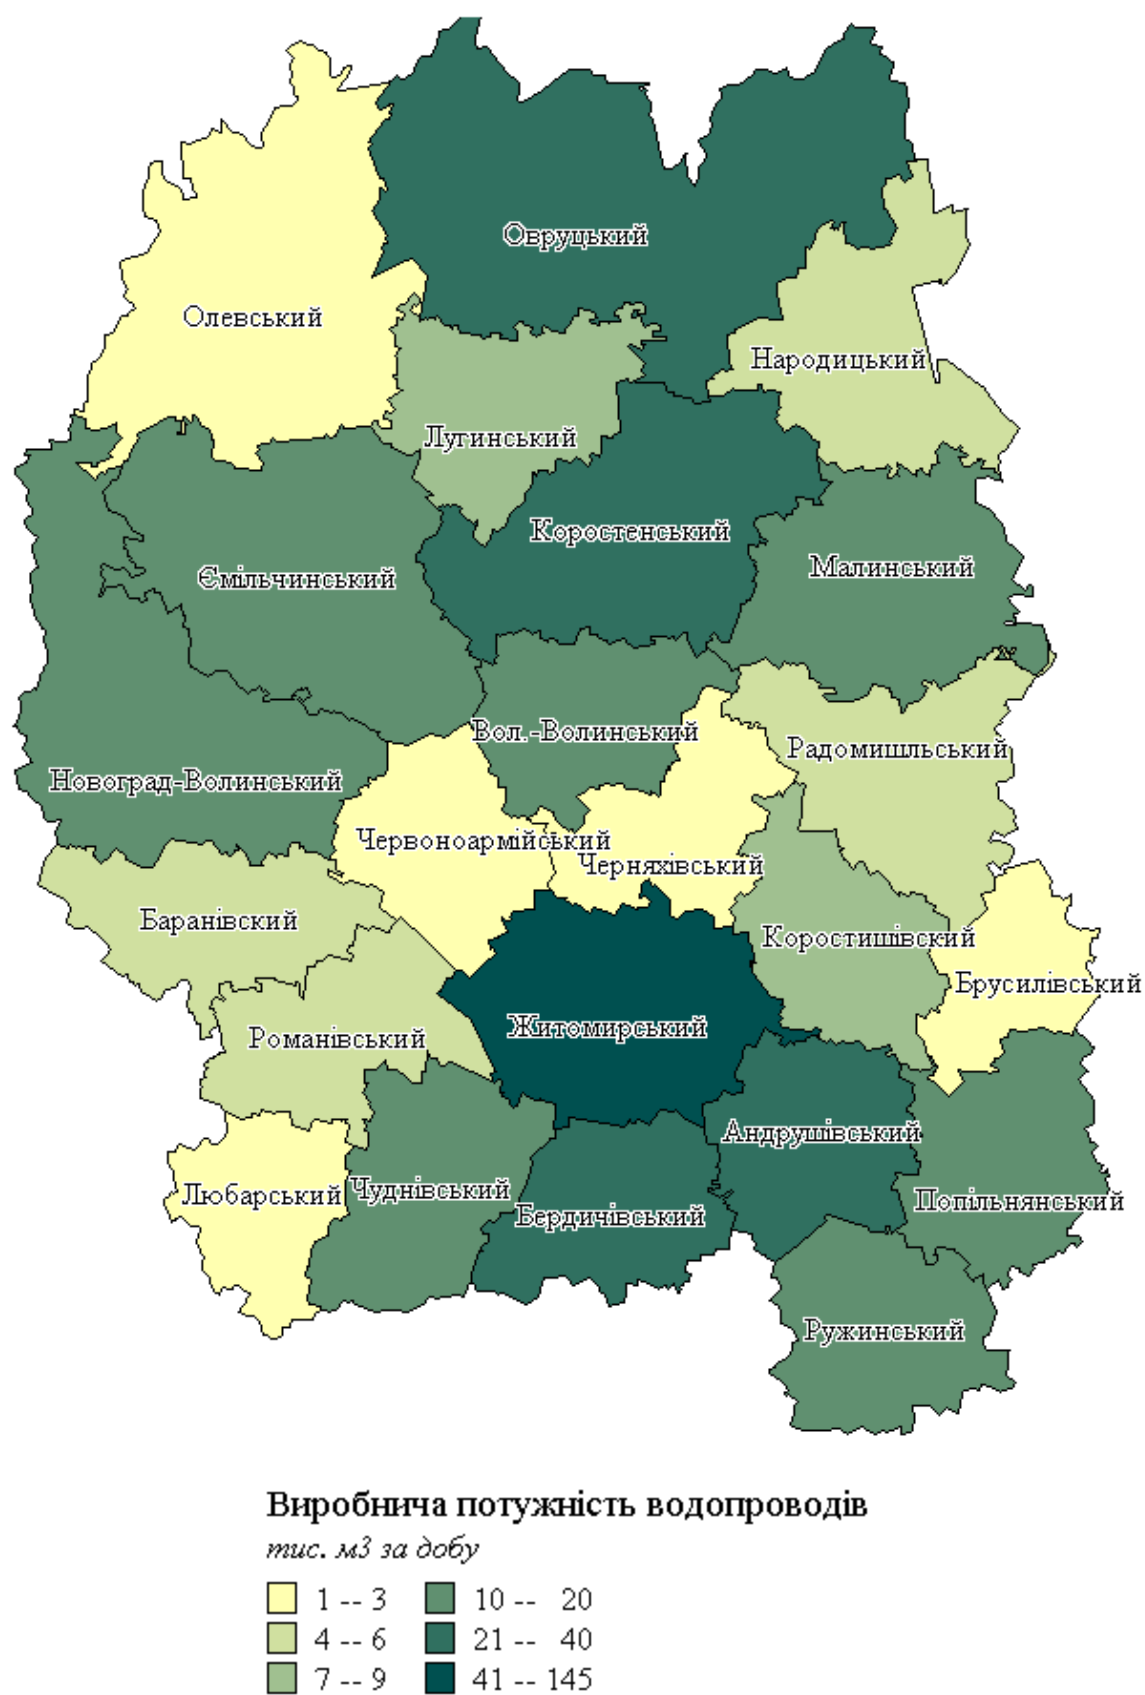 Овруцький
Олевський
Народицький
Лугинський
Коростенський
Малинський
Ємільчинський
Вол.-Волинський
Радомишльський
Новоград-Волинський
Червоноармійський
Черняхівський
Баранівский
Коростишівский
Брусилівський
Житомирський
Романівський
Андрушівський
Любарський
Чуднівський
Попільнянський
Бердичівський
Ружинський
Виробнича потужність водопроводів
тис. м3 за добу
1 -- 3 10 -- 20
4 -- 6 21 -- 40
7 -- 9 41 -- 145